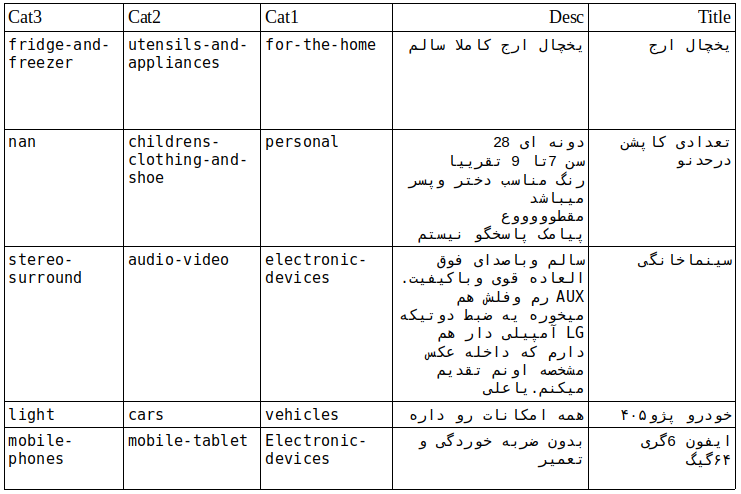 Cat3 Cat2 Cat1 Desc Title
fridge-and-
freezer
utensils-and-
appliances
for-the-home
یخچال ارج کاملا سالم
یخچال ارج
nan
childrens-
clothing-and-
shoe
personal
دونه ای 28
سن 7تا 9 تقریبا
رنگ مناسب دختر وپسر
میباشد
مقطوووووع
پیامک پاسخگو نیستم
تعدادی کاپشن
درحدنو
stereo-
surround
audio-video
electronic-
devices
سالم وباصدای فوق
العاده قوی وباکیفیت.
AUX رم وفلش هم
میخوره یه ضبط دوتیکه
LG آمپیلی دار هم
دارم که داخله عکس
مشخصه اونم تقدیم
میکنم.یاعلی
سینماخانگی
light
cars
vehicles
همه امکانات رو داره
خودرو پژو۴۰۵
mobile-
phones
mobile-tablet
Electronic-
devices
بدون ضربه خوردگی و
تعمیر
ایفون 6گری
۶۴گیگ